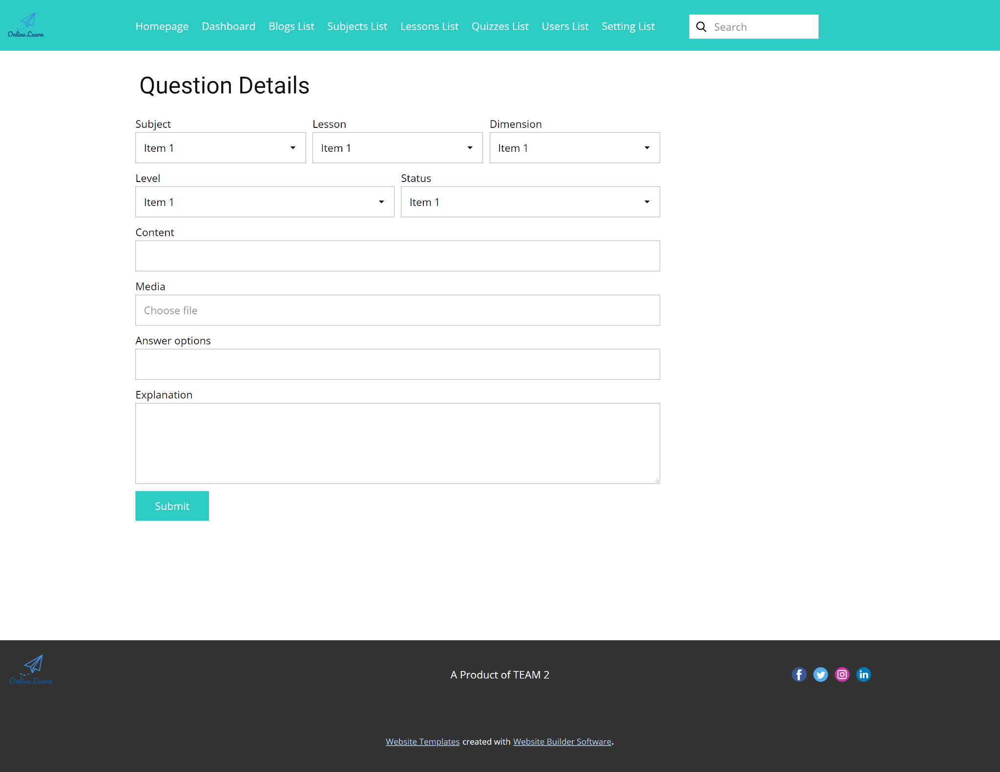 Online Learn
Homepage Dashboard Blogs List Subjects List Lessons List Quizzes List Users List Setting List Search
Question Details
Subject Lesson Dimension
Item 1 Item 1 Item 1
Level Status
Item 1 Item 1
Content
Media
Choose file
Answer options
Explanation
Submit
Online Learn
A Product of TEAM 2
f in
Website Templates created with Website Builder Software.